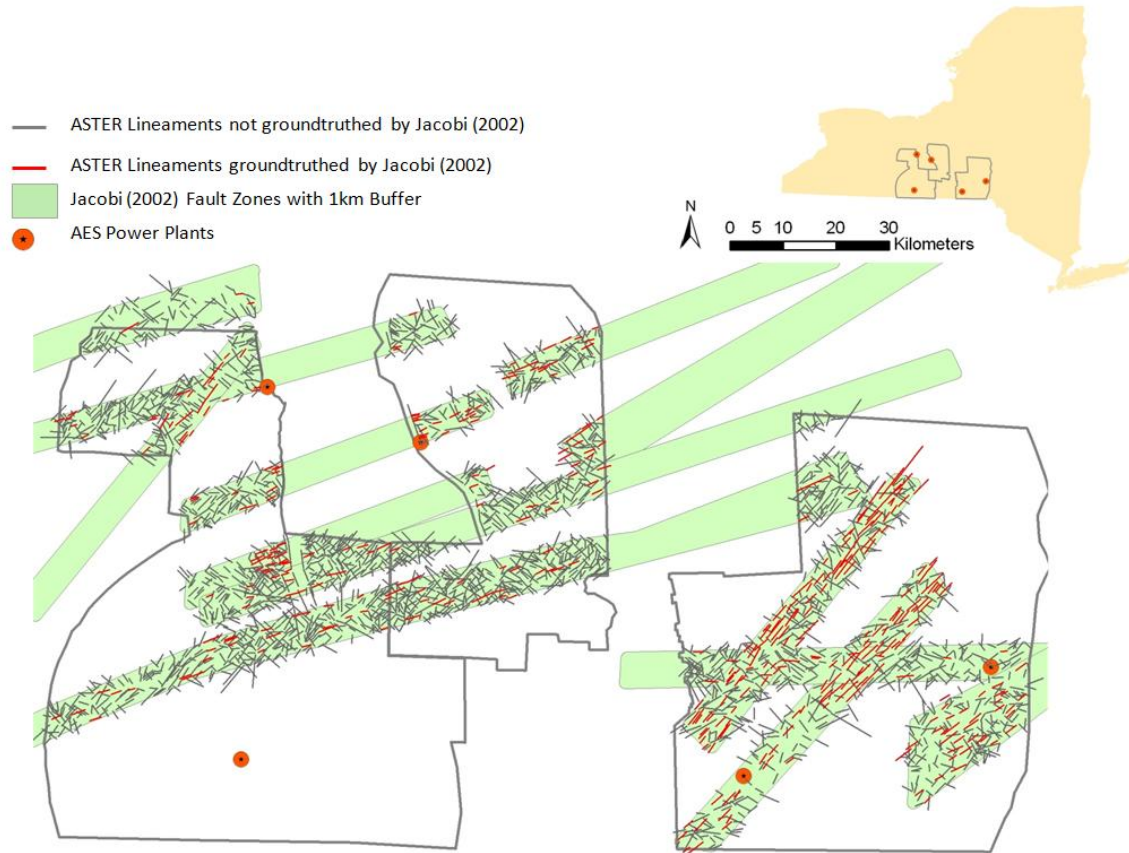 ASTER Lineaments not groundtruthed by Jacobi (2002)
ASTER Lineaments groundtruthed by Jacobi (2002)
Jacobi (2002) Fault Zones with 1km Buffer
AES Power Plants
N
0 5 10 20 30
Kilometers